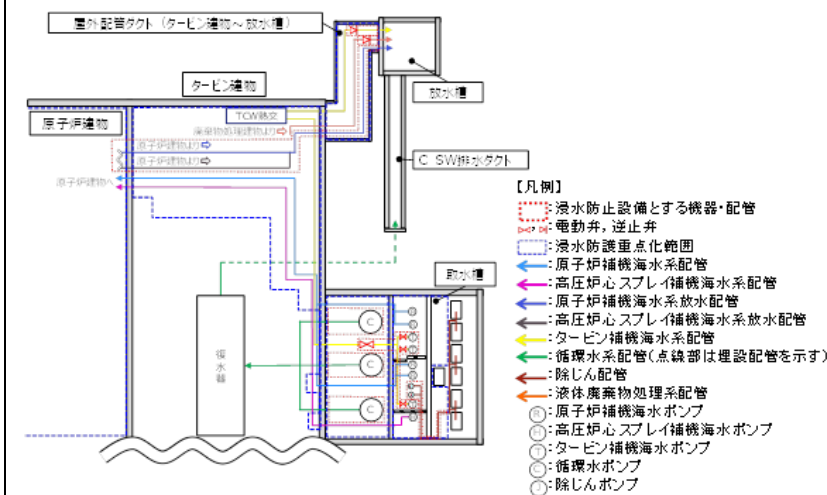 屋外配管ダクト（タービン建物～放水槽）
タービン建物
放水槽
原子炉建物
TCW熱交
廃棄物処理建物より⇨
原子炉建物より⇨
原子炉建物より⇨
原子炉建物へ
C SW排水ダクト
取水槽
復水器
C
C
C
【凡例】
：浸水防止設備とする機器・配管
：電動弁，逆止弁
：浸水防護重点化範囲
：原子炉補機海水系配管
：高圧炉心スプレイ補機海水系配管
：原子炉補機海水系放水配管
：高圧炉心スプレイ補機海水系放水配管
：タービン補機海水系配管
：循環水系配管(点線部は埋設配管を示す)
：除じん配管
：液体廃棄物処理系配管
Ⓡ：原子炉補機海水ポンプ
Ⓗ：高圧炉心スプレイ補機海水ポンプ
Ⓣ：タービン補機海水ポンプ
Ⓒ：循環水ポンプ
Ⓙ：除じんポンプ